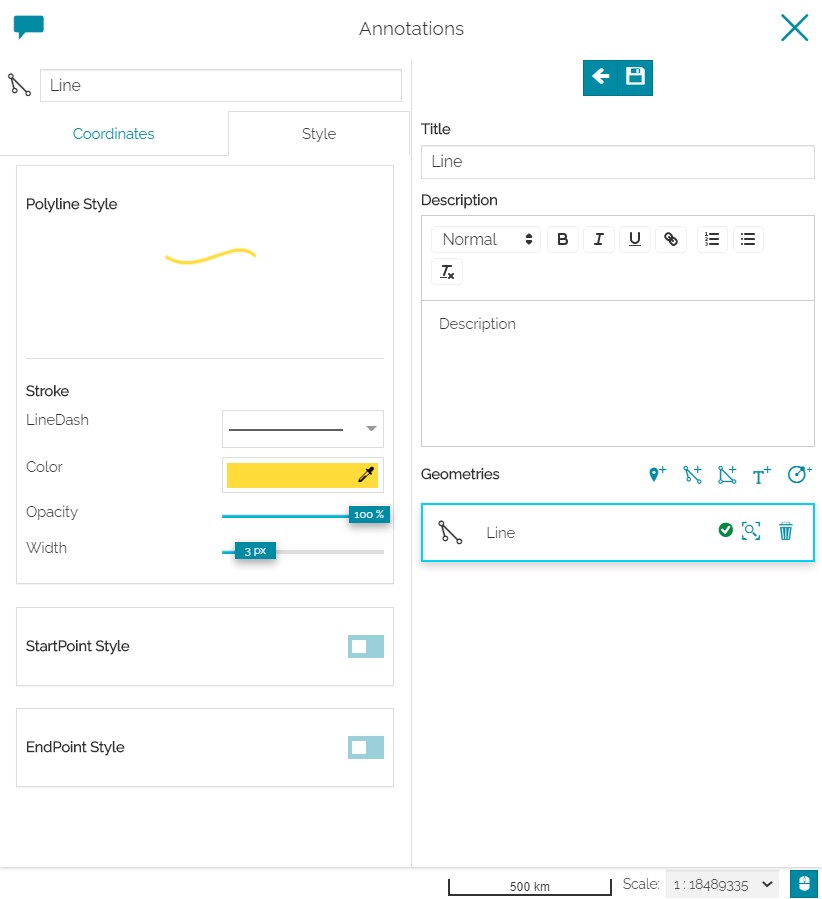 Annotations
Line
Coordinates
Style
Polyline Style
Stroke
LineDash
Color
Opacity
100 %
Width
3 px
StartPoint Style
EndPoint Style
Title
Line
Description
Normal
B I U
Description
Geometries
Line
500 km
Scale:
1 : 18489335